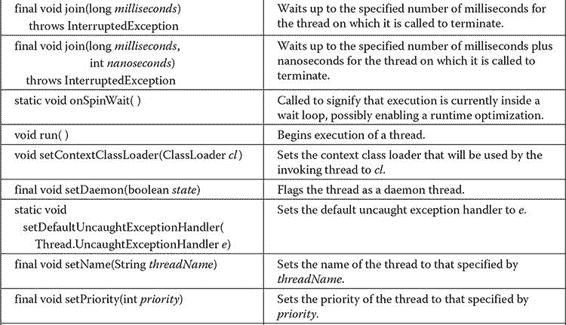 final void join(long milliseconds)
throws InterruptedException
Waits up to the specified number of milliseconds for
the thread on which it is called to terminate.
final void join(long milliseconds,
int nanoseconds)
throws InterruptedException
Waits up to the specified number of milliseconds plus
nanoseconds for the thread on which it is called to
terminate.
static void onSpinWait( )
Called to signify that execution is currently inside a
wait loop, possibly enabling a runtime optimization.
void run( )
Begins execution of a thread.
void setContextClassLoader(ClassLoader cl)
Sets the context class loader that will be used by the
invoking thread to cl.
final void setDaemon(boolean state)
Flags the thread as a daemon thread.
static void
setDefaultUncaughtExceptionHandler(
Thread.UncaughtExceptionHandler e)
Sets the default uncaught exception handler to e.
final void setName(String threadName)
Sets the name of the thread to that specified by
threadName.
final void setPriority(int priority)
Sets the priority of the thread to that specified by
priority.